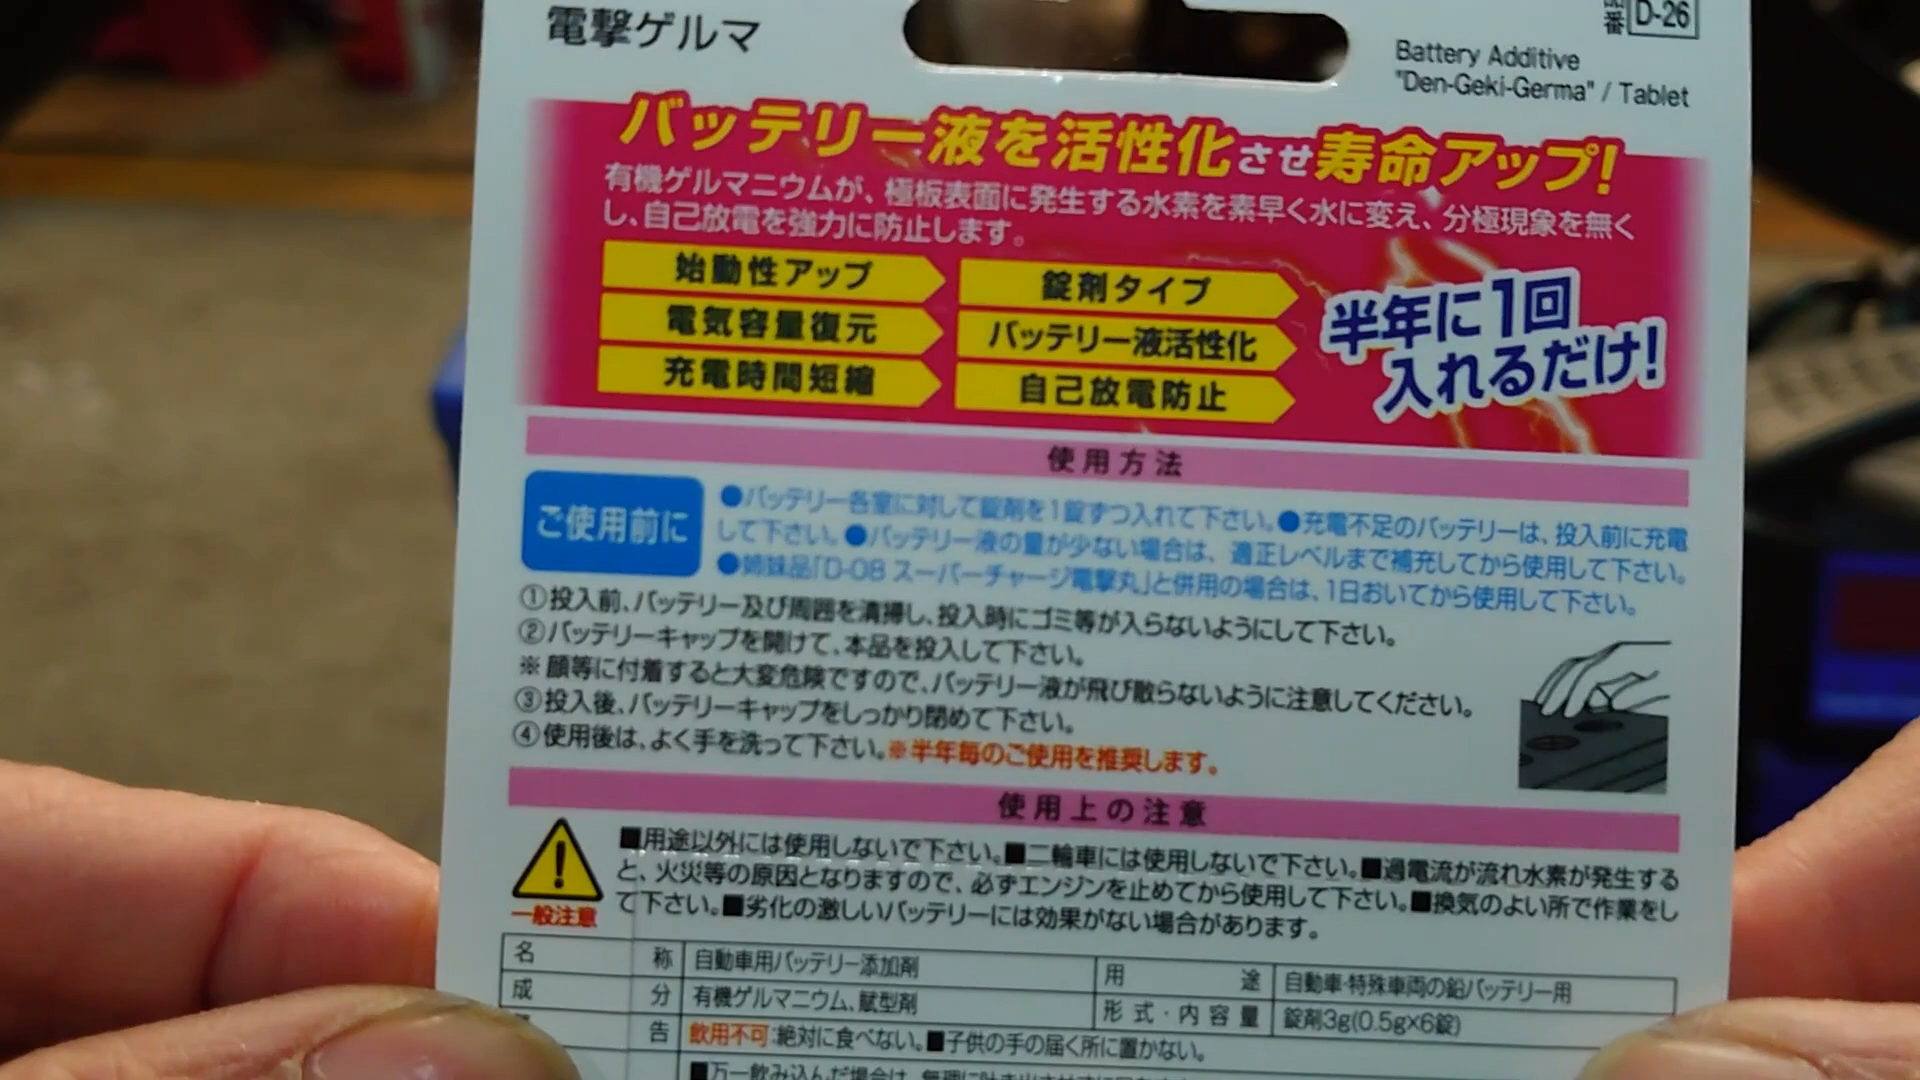 電撃ゲルマ
品番 D-26
Battery Additive
"Den-Geki-Germa" / Tablet
バッテリー液を活性化させ寿命アップ!
有機ゲルマニウムが、極板表面に発生する水素を素早く水に変え、分極現象を無く
し、自己放電を強力に防止します。
始動性アップ
錠剤タイプ
電気容量復元
バッテリー液活性化
充電時間短縮
自己放電防止
半年に1回
入れるだけ!
使用方法
ご使用前に
●バッテリー各室に対して錠剤を1錠ずつ入れて下さい。●充電不足のバッテリーは、投入前に充電
して下さい。●バッテリー液の量が少ない場合は、適正レベルまで補充してから使用して下さい。
●姉妹品「D-08 スーパーチャージ電撃丸」と併用の場合は、1日おいてから使用して下さい。
①投入前、バッテリー及び周囲を清掃し、投入時にゴミ等が入らないようにして下さい。
②バッテリーキャップを開けて、本品を投入して下さい。
※顔等に付着すると大変危険ですので、バッテリー液が飛び散らないように注意してください。
③投入後、バッテリーキャップをしっかり閉めて下さい。
④使用後は、よく手を洗って下さい。※半年毎のご使用を推奨します。
使用上の注意
一般注意
■用途以外には使用しないで下さい。■二輪車には使用しないで下さい。■過電流が流れ水素が発生する
と、火災等の原因となりますので、必ずエンジンを止めてから使用して下さい。■換気のよい所で作業をし
て下さい。■劣化の激しいバッテリーには効果がない場合があります。
名称 自動車用バッテリー添加剤 用途 自動車・特殊車両の鉛バッテリー用
成分 有機ゲルマニウム、賦型剤 形式・内容量 錠剤3g(0.5g×6錠)
告 飲用不可:絶対に食べない。■子供の手の届く所に置かない。
■万一飲み込んだ場合は、無理に吐き出させずに